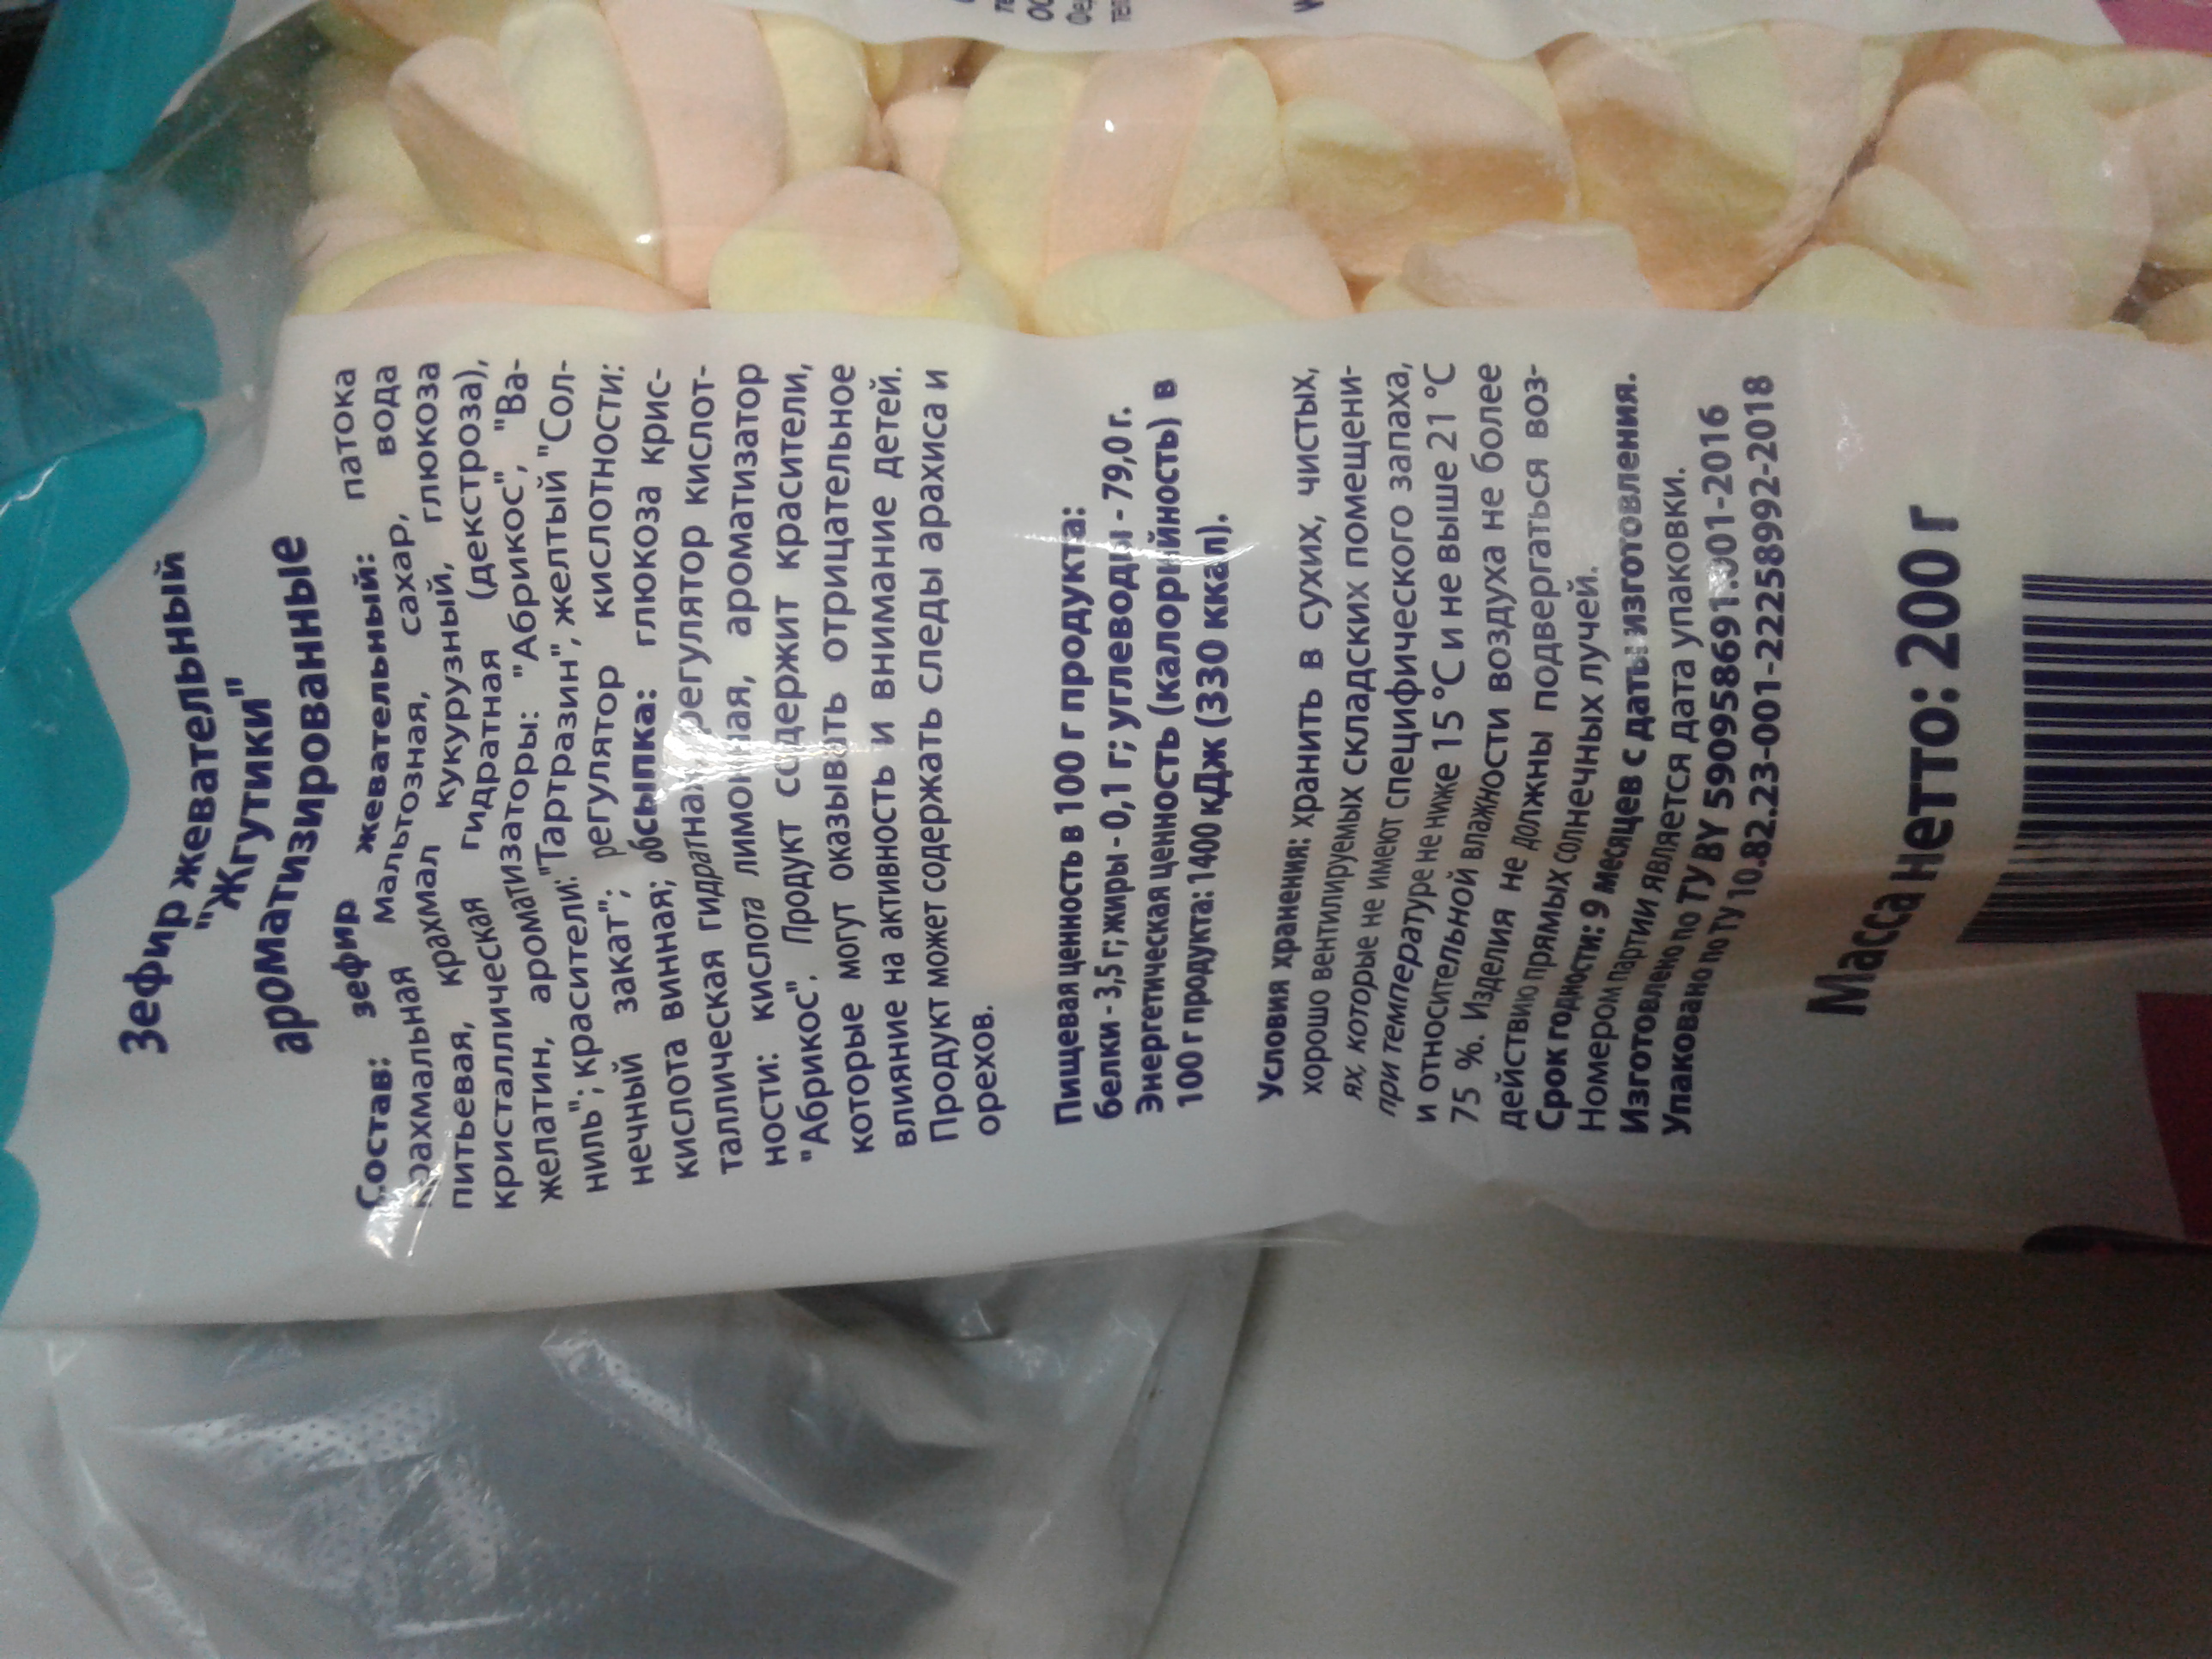 Зефир жевательный
"Жгутики"
ароматизированные
Состав: зефир жевательный: патока
крахмальная мальтозная, сахар, вода
питьевая, крахмал кукурузный, глюкоза
кристаллическая гидратная (декстроза),
желатин, ароматизаторы: "Абрикос", "Ва-
ниль"; красители: "Тартразин", желтый "Сол-
нечный закат"; регулятор кислотности:
кислота винная; обсыпка: глюкоза крис-
таллическая гидратная, регулятор кислот-
ности: кислота лимонная, ароматизатор
"Абрикос". Продукт содержит красители,
которые могут оказывать отрицательное
влияние на активность и внимание детей.
Продукт может содержать следы арахиса и
орехов.
Пищевая ценность в 100 г продукта:
белки - 3,5 г; жиры - 0,1 г; углеводы - 79,0 г.
Энергетическая ценность (калорийность) в
100 г продукта: 1400 кДж (330 ккал).
Условия хранения: хранить в сухих, чистых,
хорошо вентилируемых складских помещени-
ях, которые не имеют специфического запаха,
при температуре не ниже 15 °С и не выше 21 °С
и относительной влажности воздуха не более
75 %. Изделия не должны подвергаться воз-
действию прямых солнечных лучей.
Срок годности: 9 месяцев с даты изготовления.
Номером партии является дата упаковки.
Изготовлено по ТУ BY 590958691.001-2016
Упаковано по ТУ 10.82.23-001-22258992-2018
Масса нетто: 200 г